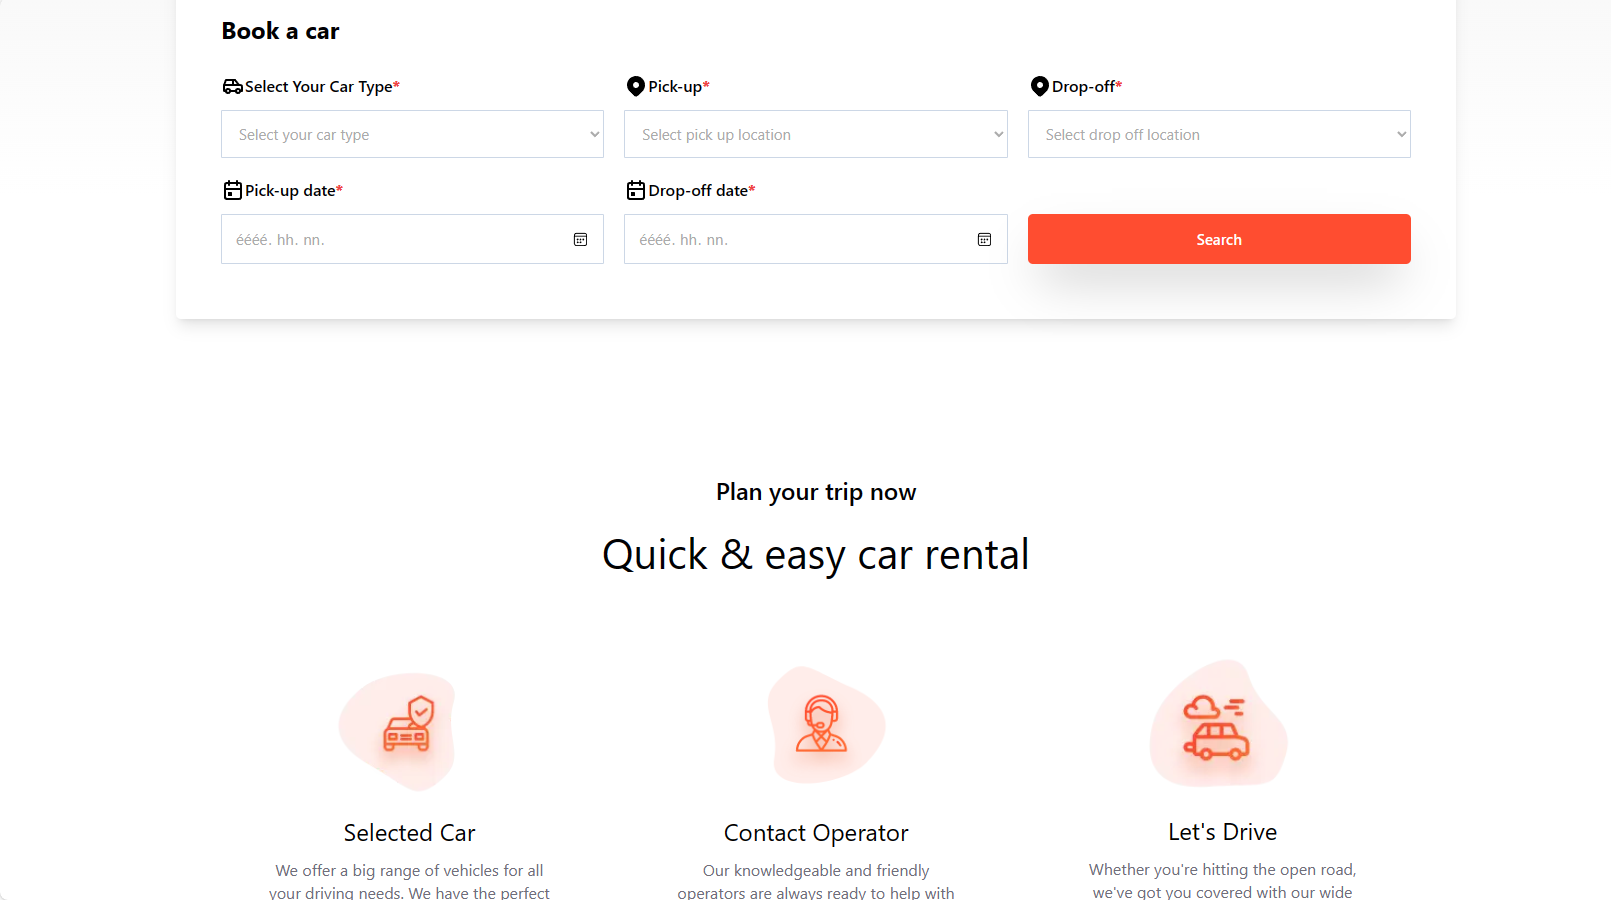 Book a car
Select Your Car Type*
Pick-up*
Drop-off*
Select your car type
Select pick up location
Select drop off location
Pick-up date*
Drop-off date*
éééé. hh. nn.
éééé. hh. nn.
Search
Plan your trip now
Quick & easy car rental
Selected Car
Contact Operator
Let's Drive
We offer a big range of vehicles for all
your driving needs. We have the perfect
Our knowledgeable and friendly
operators are always ready to help with
Whether you're hitting the open road,
we've got you covered with our wide